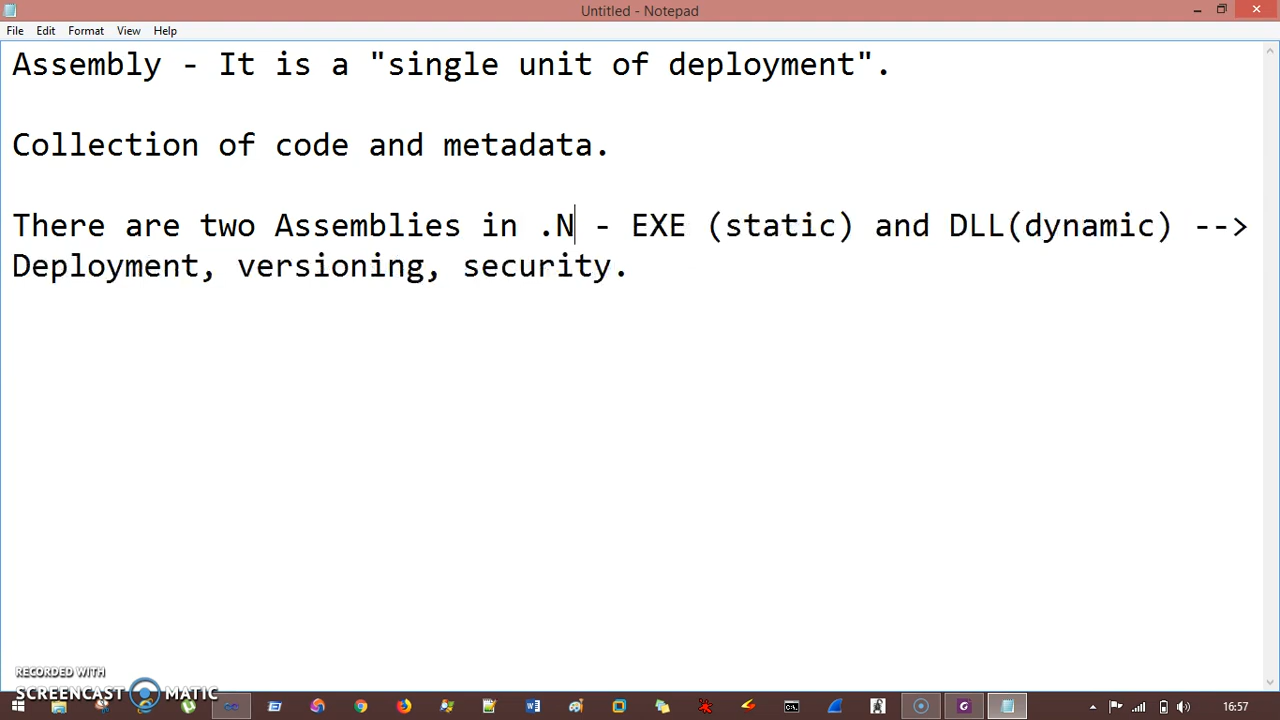 Untitled - Notepad
File Edit Format View Help
Assembly - It is a "single unit of deployment".
Collection of code and metadata.
There are two Assemblies in .N - EXE (static) and DLL(dynamic) -->
Deployment, versioning, security.
RECORDED WITH
SCREENCAST MATIC
16:57